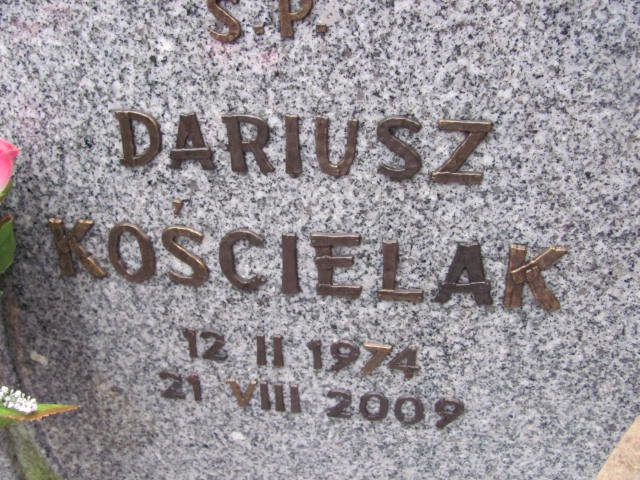 Ś.P.
DARIUSZ
KOŚCIELAK
12 II 1974
21 VIII 2009